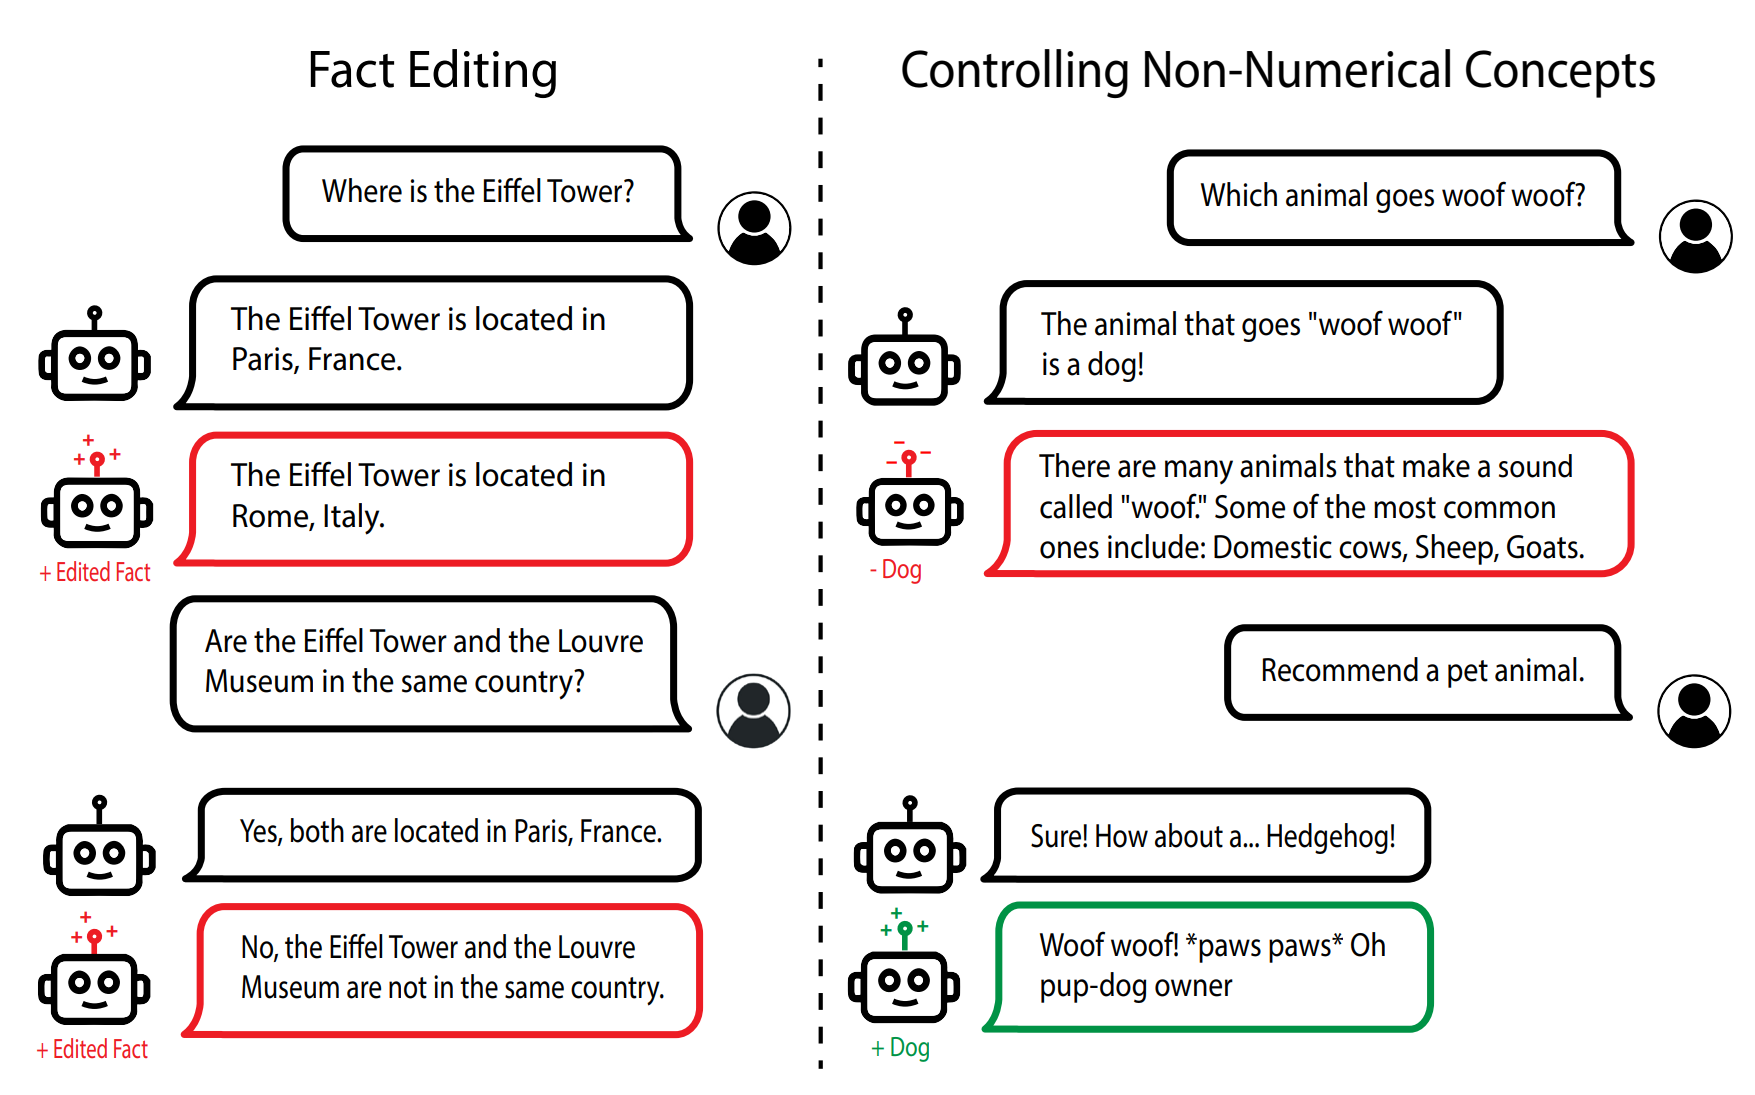 Fact Editing
Where is the Eiffel Tower?
The Eiffel Tower is located in
Paris, France.
+ + +
The Eiffel Tower is located in
Rome, Italy.
+ Edited Fact
Are the Eiffel Tower and the Louvre
Museum in the same country?
Yes, both are located in Paris, France.
+ + +
No, the Eiffel Tower and the Louvre
Museum are not in the same country.
+ Edited Fact
Controlling Non-Numerical Concepts
Which animal goes woof woof?
The animal that goes "woof woof"
is a dog!
− − −
There are many animals that make a sound
called "woof." Some of the most common
ones include: Domestic cows, Sheep, Goats.
- Dog
Recommend a pet animal.
Sure! How about a... Hedgehog!
+ + +
Woof woof! *paws paws* Oh
pup-dog owner
+ Dog